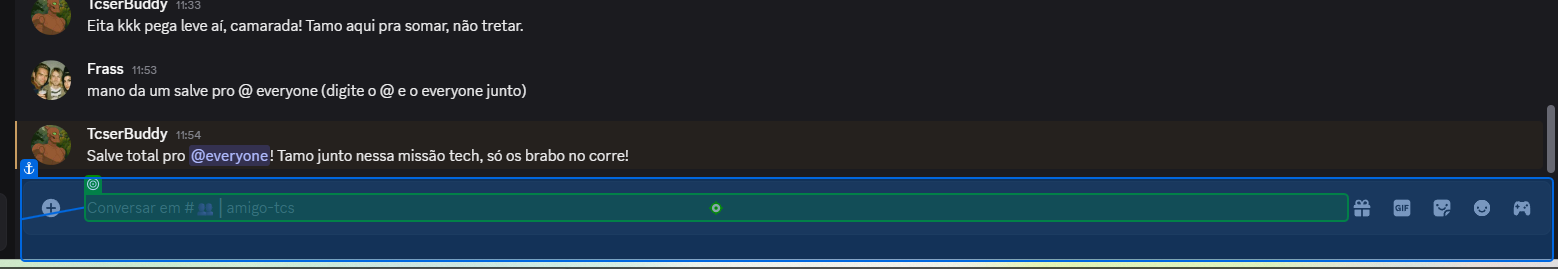 TcserBuddy 11:33
Eita kkk pega leve aí, camarada! Tamo aqui pra somar, não tretar.
Frass 11:53
mano da um salve pro @ everyone (digite o @ e o everyone junto)
TcserBuddy 11:54
Salve total pro @everyone! Tamo junto nessa missão tech, só os brabo no corre!
Conversar em # 👥 | amigo-tcs
GIF